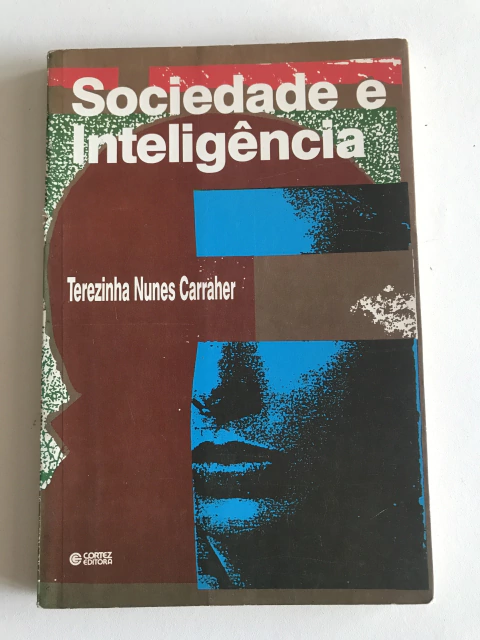 Sociedade e
Inteligência
Terezinha Nunes Carraher
CORTEZ
EDITORA